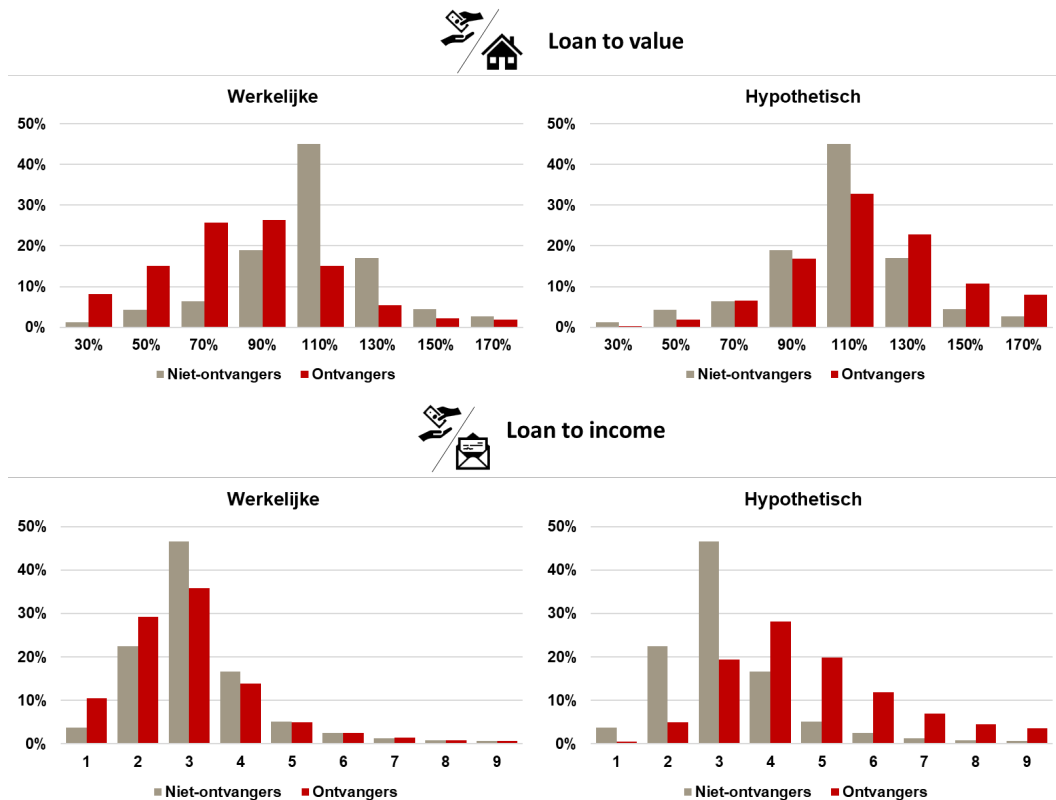 Loan to value
Werkelijke
50%
40%
30%
20%
10%
0%
30% 50% 70% 90% 110% 130% 150% 170%
Niet-ontvangers Ontvangers
Hypothetisch
50%
40%
30%
20%
10%
0%
30% 50% 70% 90% 110% 130% 150% 170%
Niet-ontvangers Ontvangers
Loan to income
Werkelijke
50%
40%
30%
20%
10%
0%
1 2 3 4 5 6 7 8 9
Niet-ontvangers Ontvangers
Hypothetisch
50%
40%
30%
20%
10%
0%
1 2 3 4 5 6 7 8 9
Niet-ontvangers Ontvangers